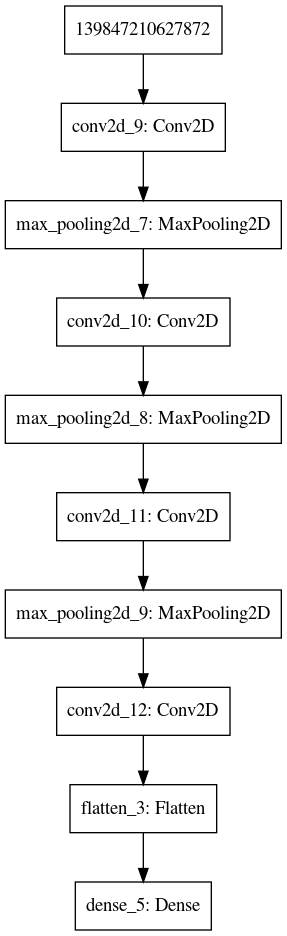 139847210627872
conv2d_9: Conv2D
max_pooling2d_7: MaxPooling2D
conv2d_10: Conv2D
max_pooling2d_8: MaxPooling2D
conv2d_11: Conv2D
max_pooling2d_9: MaxPooling2D
conv2d_12: Conv2D
flatten_3: Flatten
dense_5: Dense